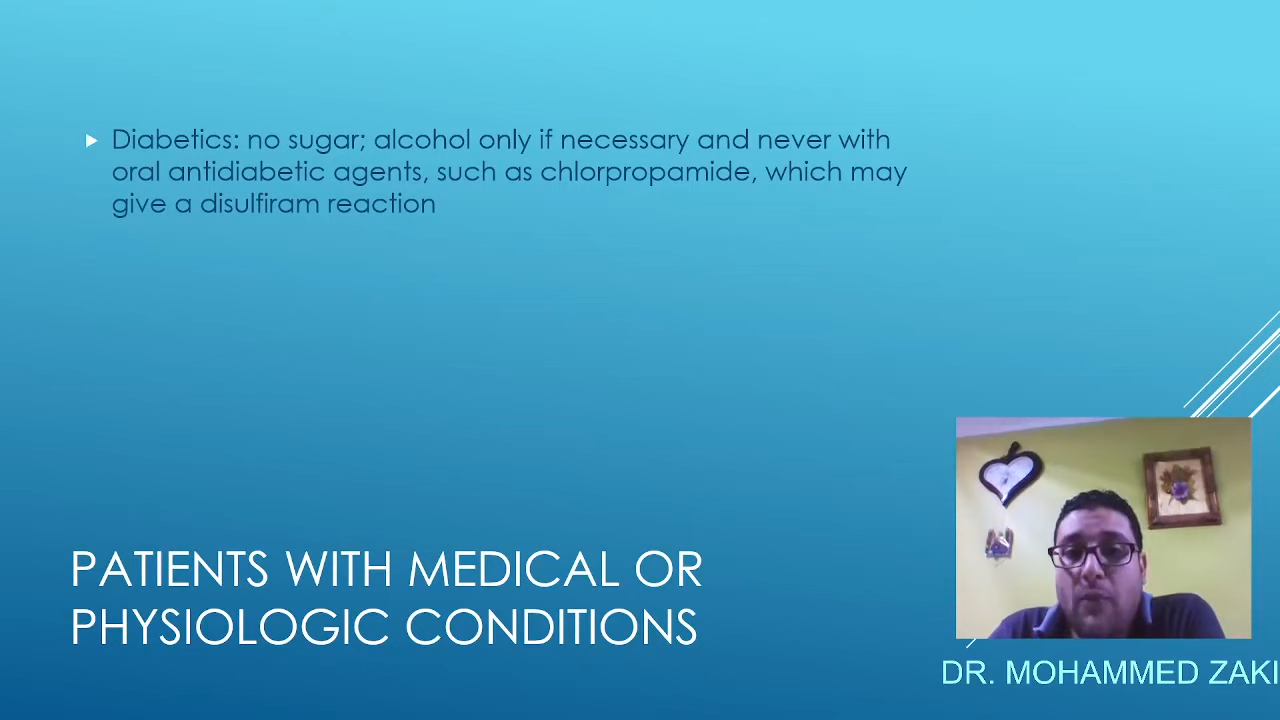 Diabetics: no sugar; alcohol only if necessary and never with
oral antidiabetic agents, such as chlorpropamide, which may
give a disulfiram reaction
PATIENTS WITH MEDICAL OR
PHYSIOLOGIC CONDITIONS
DR. MOHAMMED ZAKI